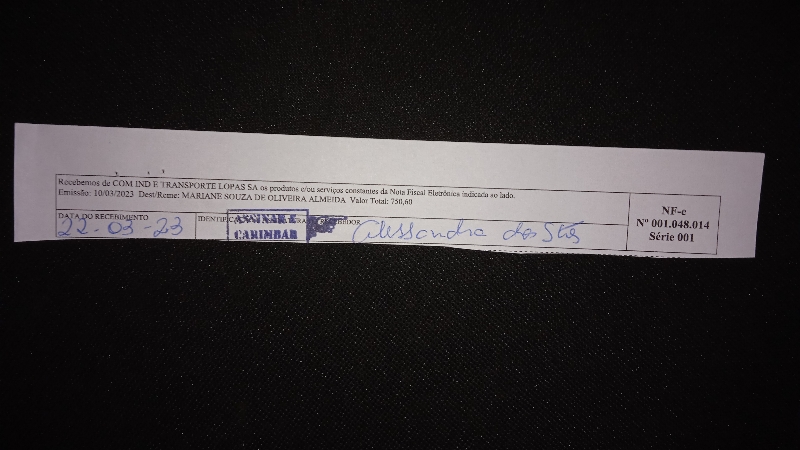 Recebemos de COM IND E TRANSPORTE LOPAS SA os produtos e/ou serviços constantes da Nota Fiscal Eletrônica indicada ao lado.
Emissão: 10/03/2023 Dest/Reme: MARIANE SOUZA DE OLIVEIRA ALMEIDA Valor Total: 750,60
NF-e
Nº 001.048.014
Série 001
DATA DO RECEBIMENTO
22-03-23
ASSINAR E
CARIMBAR
Alessandra dos Stos